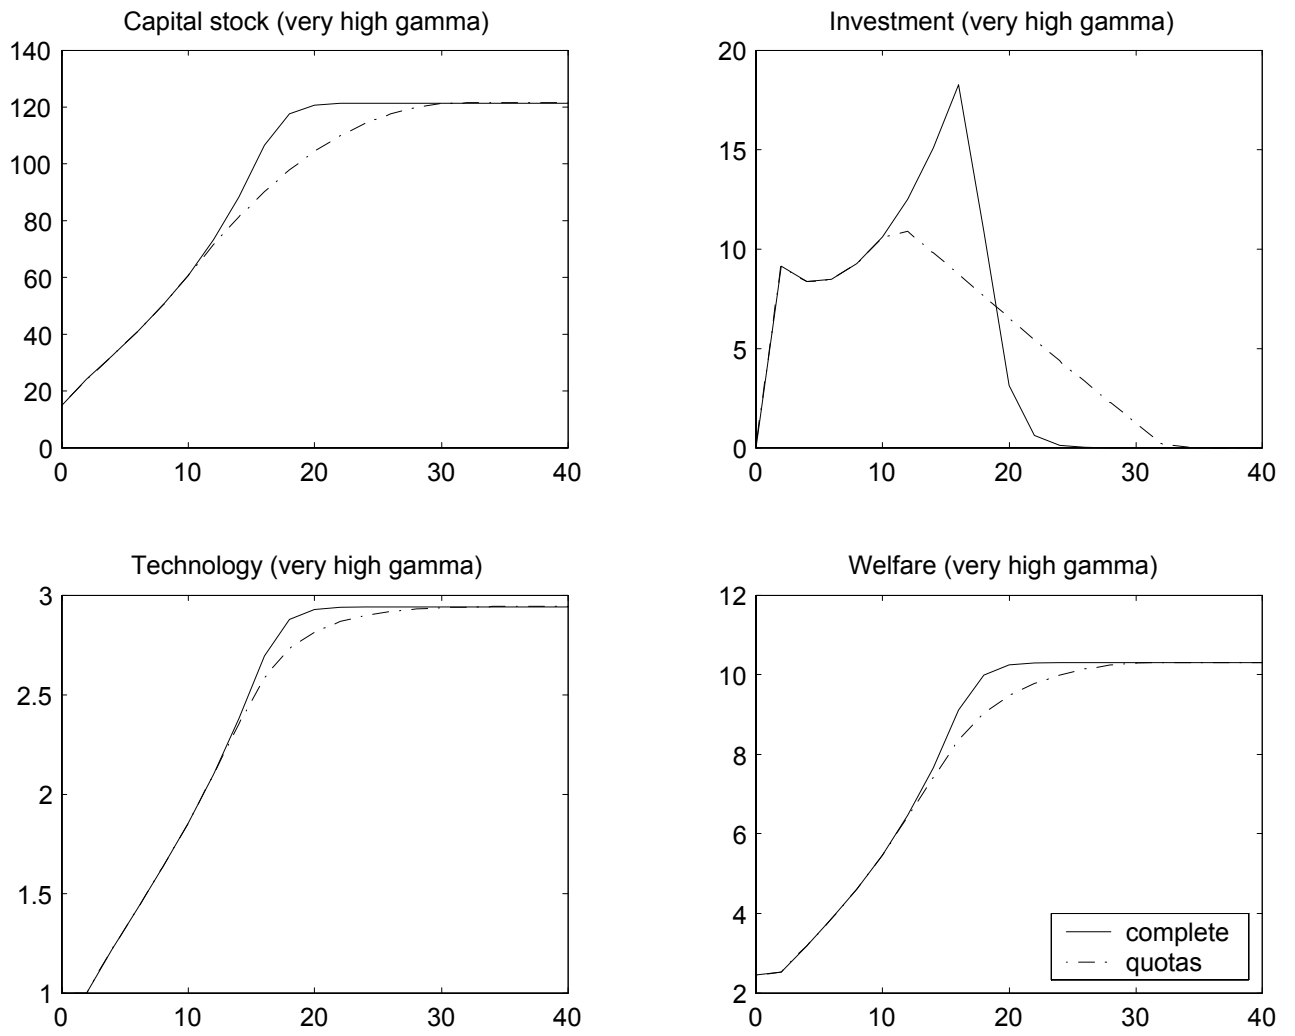 Capital stock (very high gamma)
140
120
100
80
60
40
20
0
0 10 20 30 40
Investment (very high gamma)
20
15
10
5
0
0 10 20 30 40
Technology (very high gamma)
3
2.5
2
1.5
1
0 10 20 30 40
Welfare (very high gamma)
12
10
8
6
4
2
0 10 20 30 40
complete
quotas